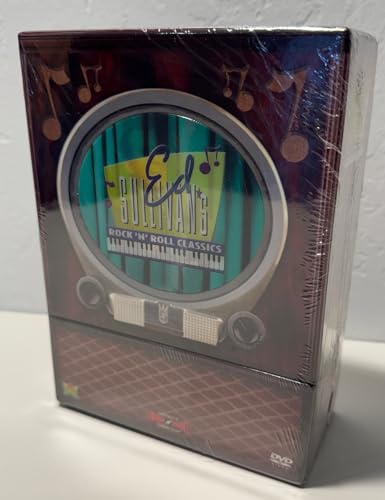 Ed
SULLIVAN'S
ROCK 'N' ROLL CLASSICS
DVD